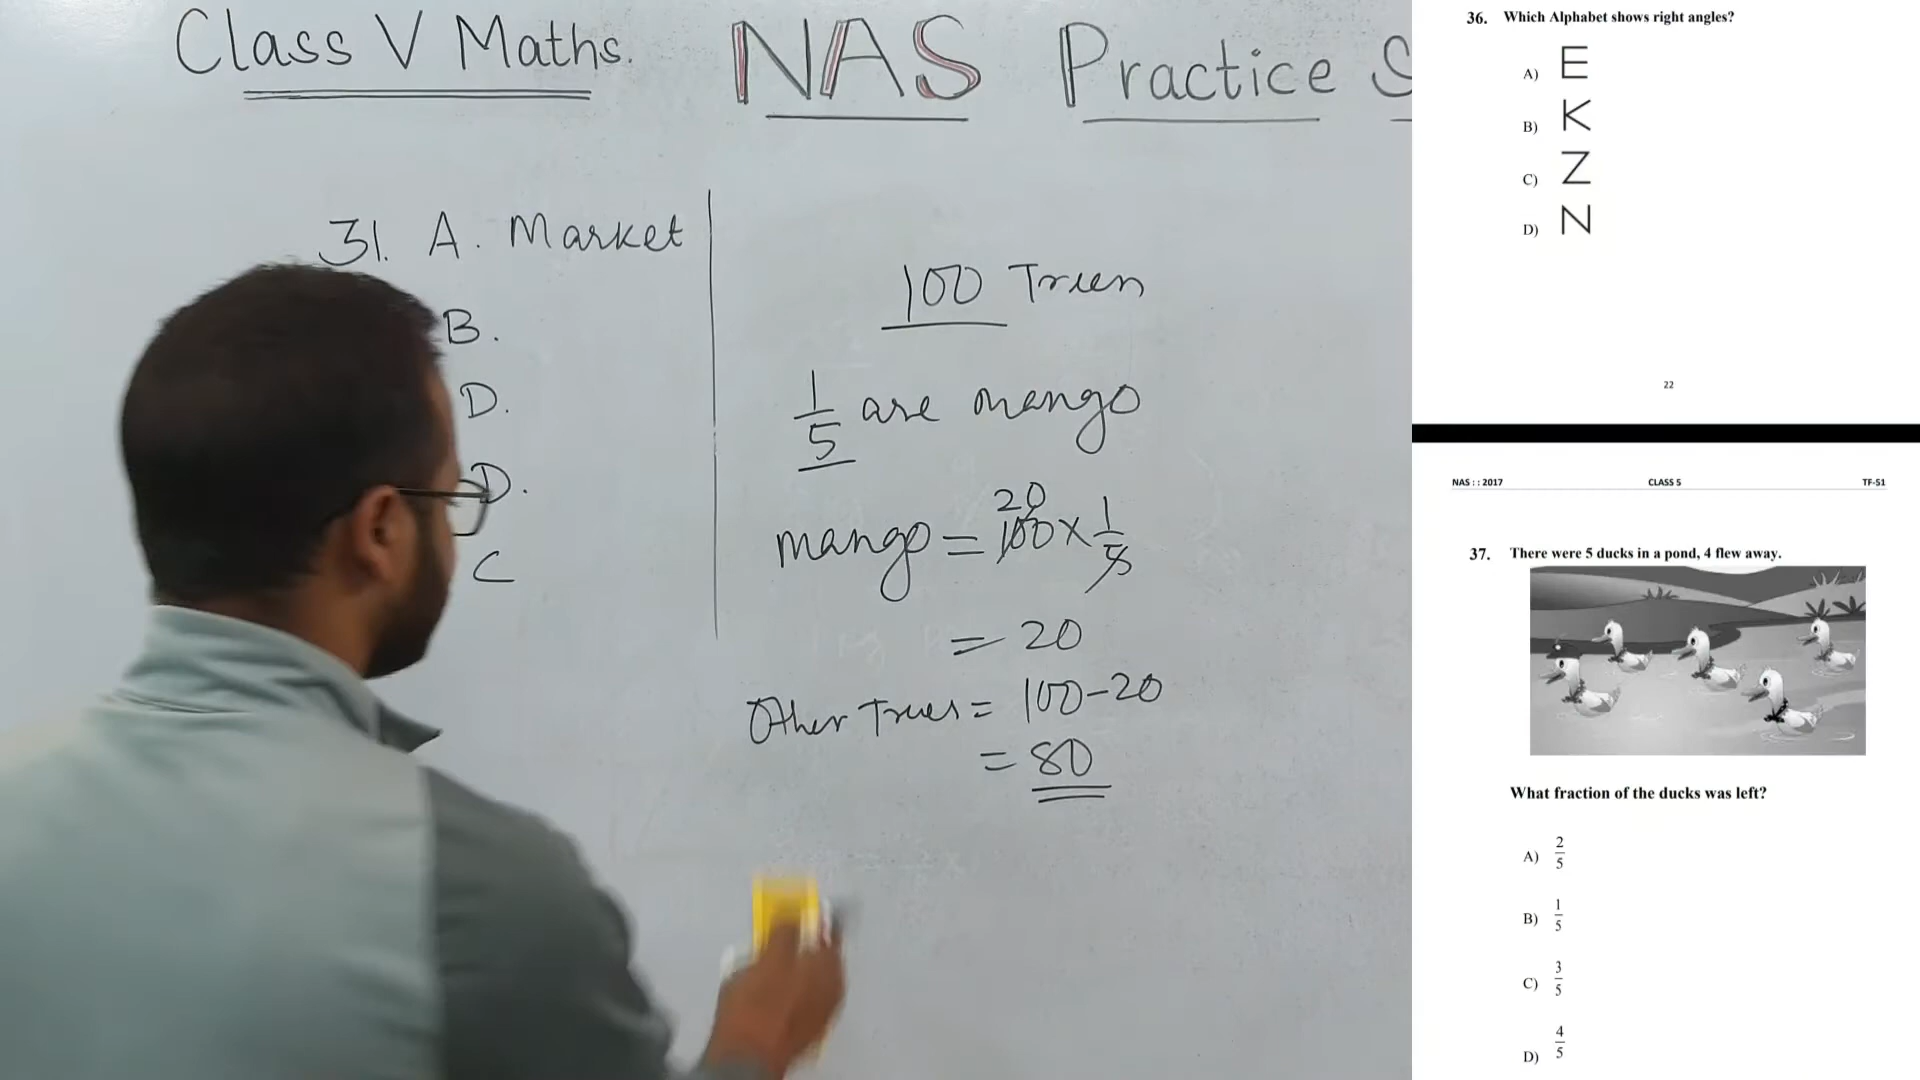 Class V Maths. NAS Practice S
31. A. Market
B.
D.
D.
C
100 Trees
1/5 are mango
mango = 100 x 1/5
20
= 20
Other Trees = 100-20
= 80
36. Which Alphabet shows right angles?
A) E
B) K
C) Z
D) N
22
NAS : : 2017 CLASS 5 TF-51
37. There were 5 ducks in a pond, 4 flew away.
What fraction of the ducks was left?
A) 2/5
B) 1/5
C) 3/5
D) 4/5